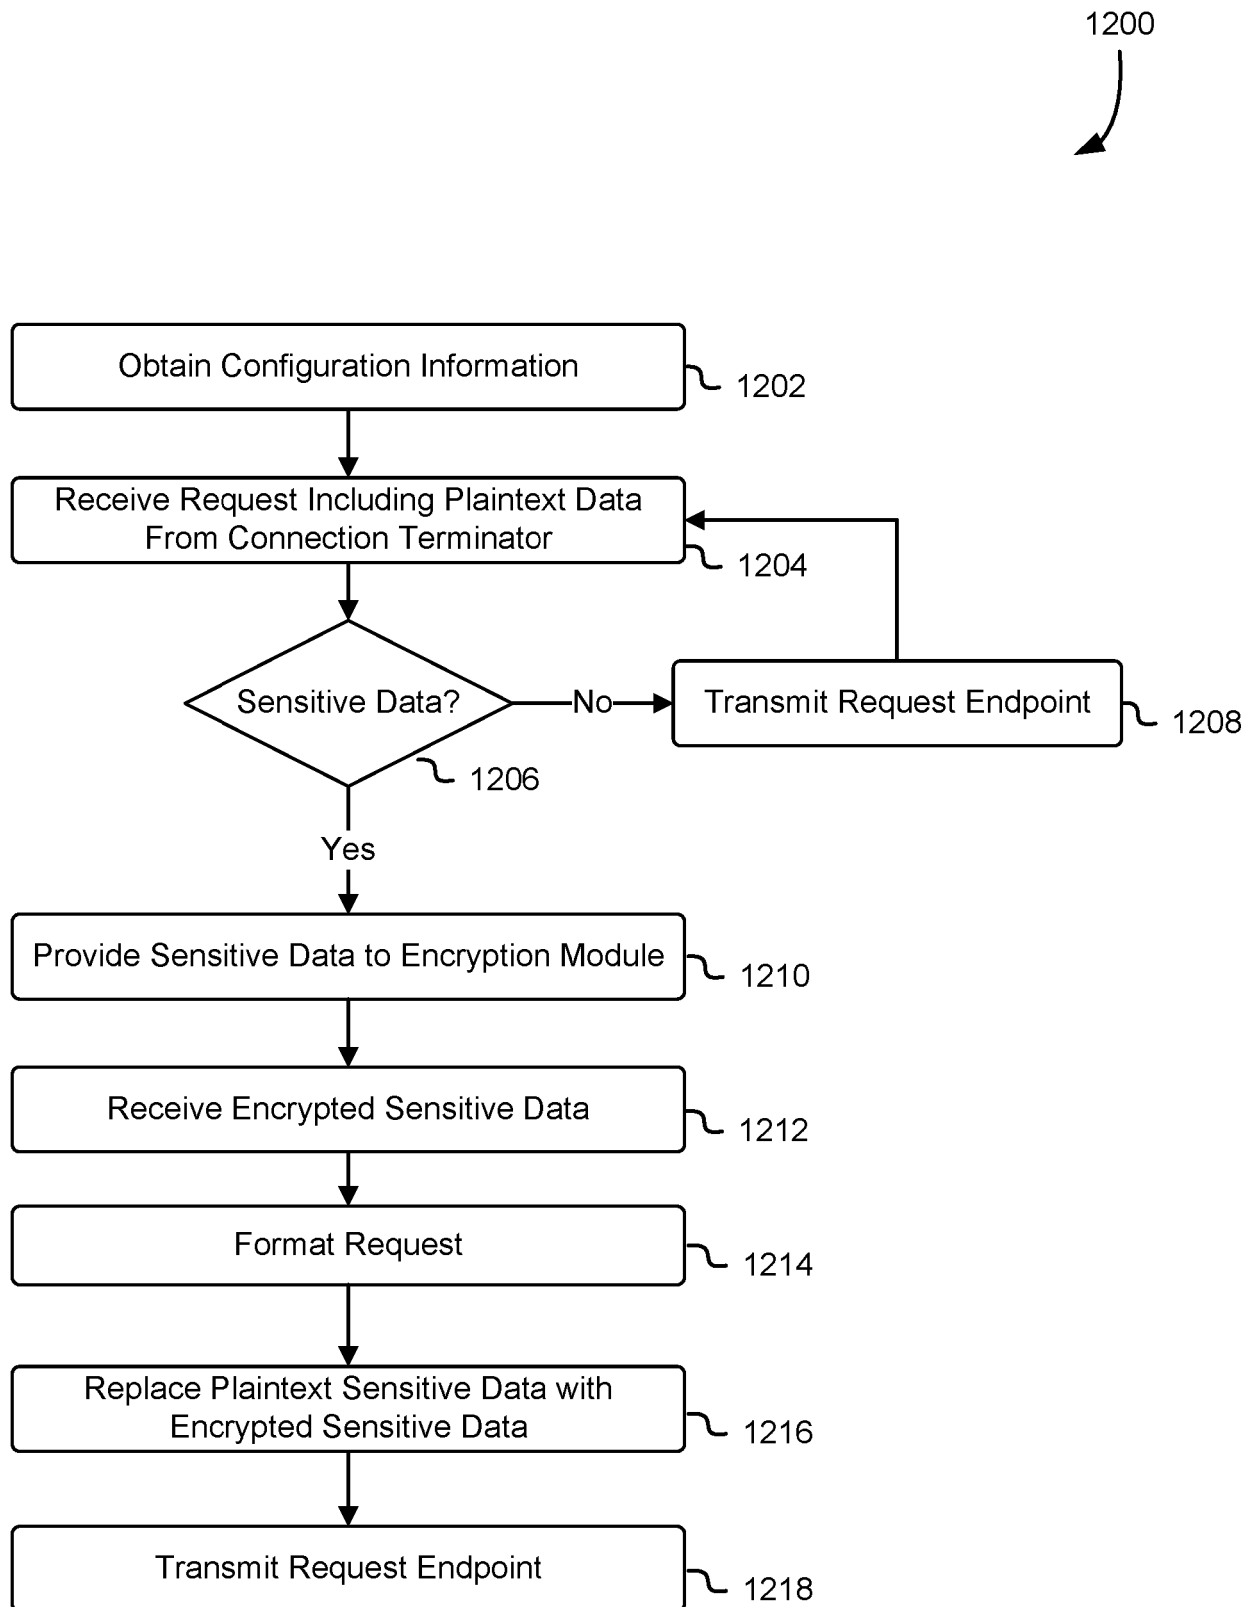 1200
Obtain Configuration Information
1202
Receive Request Including Plaintext Data
From Connection Terminator
1204
Sensitive Data?
No
Transmit Request Endpoint
1208
1206
Yes
Provide Sensitive Data to Encryption Module
1210
Receive Encrypted Sensitive Data
1212
Format Request
1214
Replace Plaintext Sensitive Data with
Encrypted Sensitive Data
1216
Transmit Request Endpoint
1218